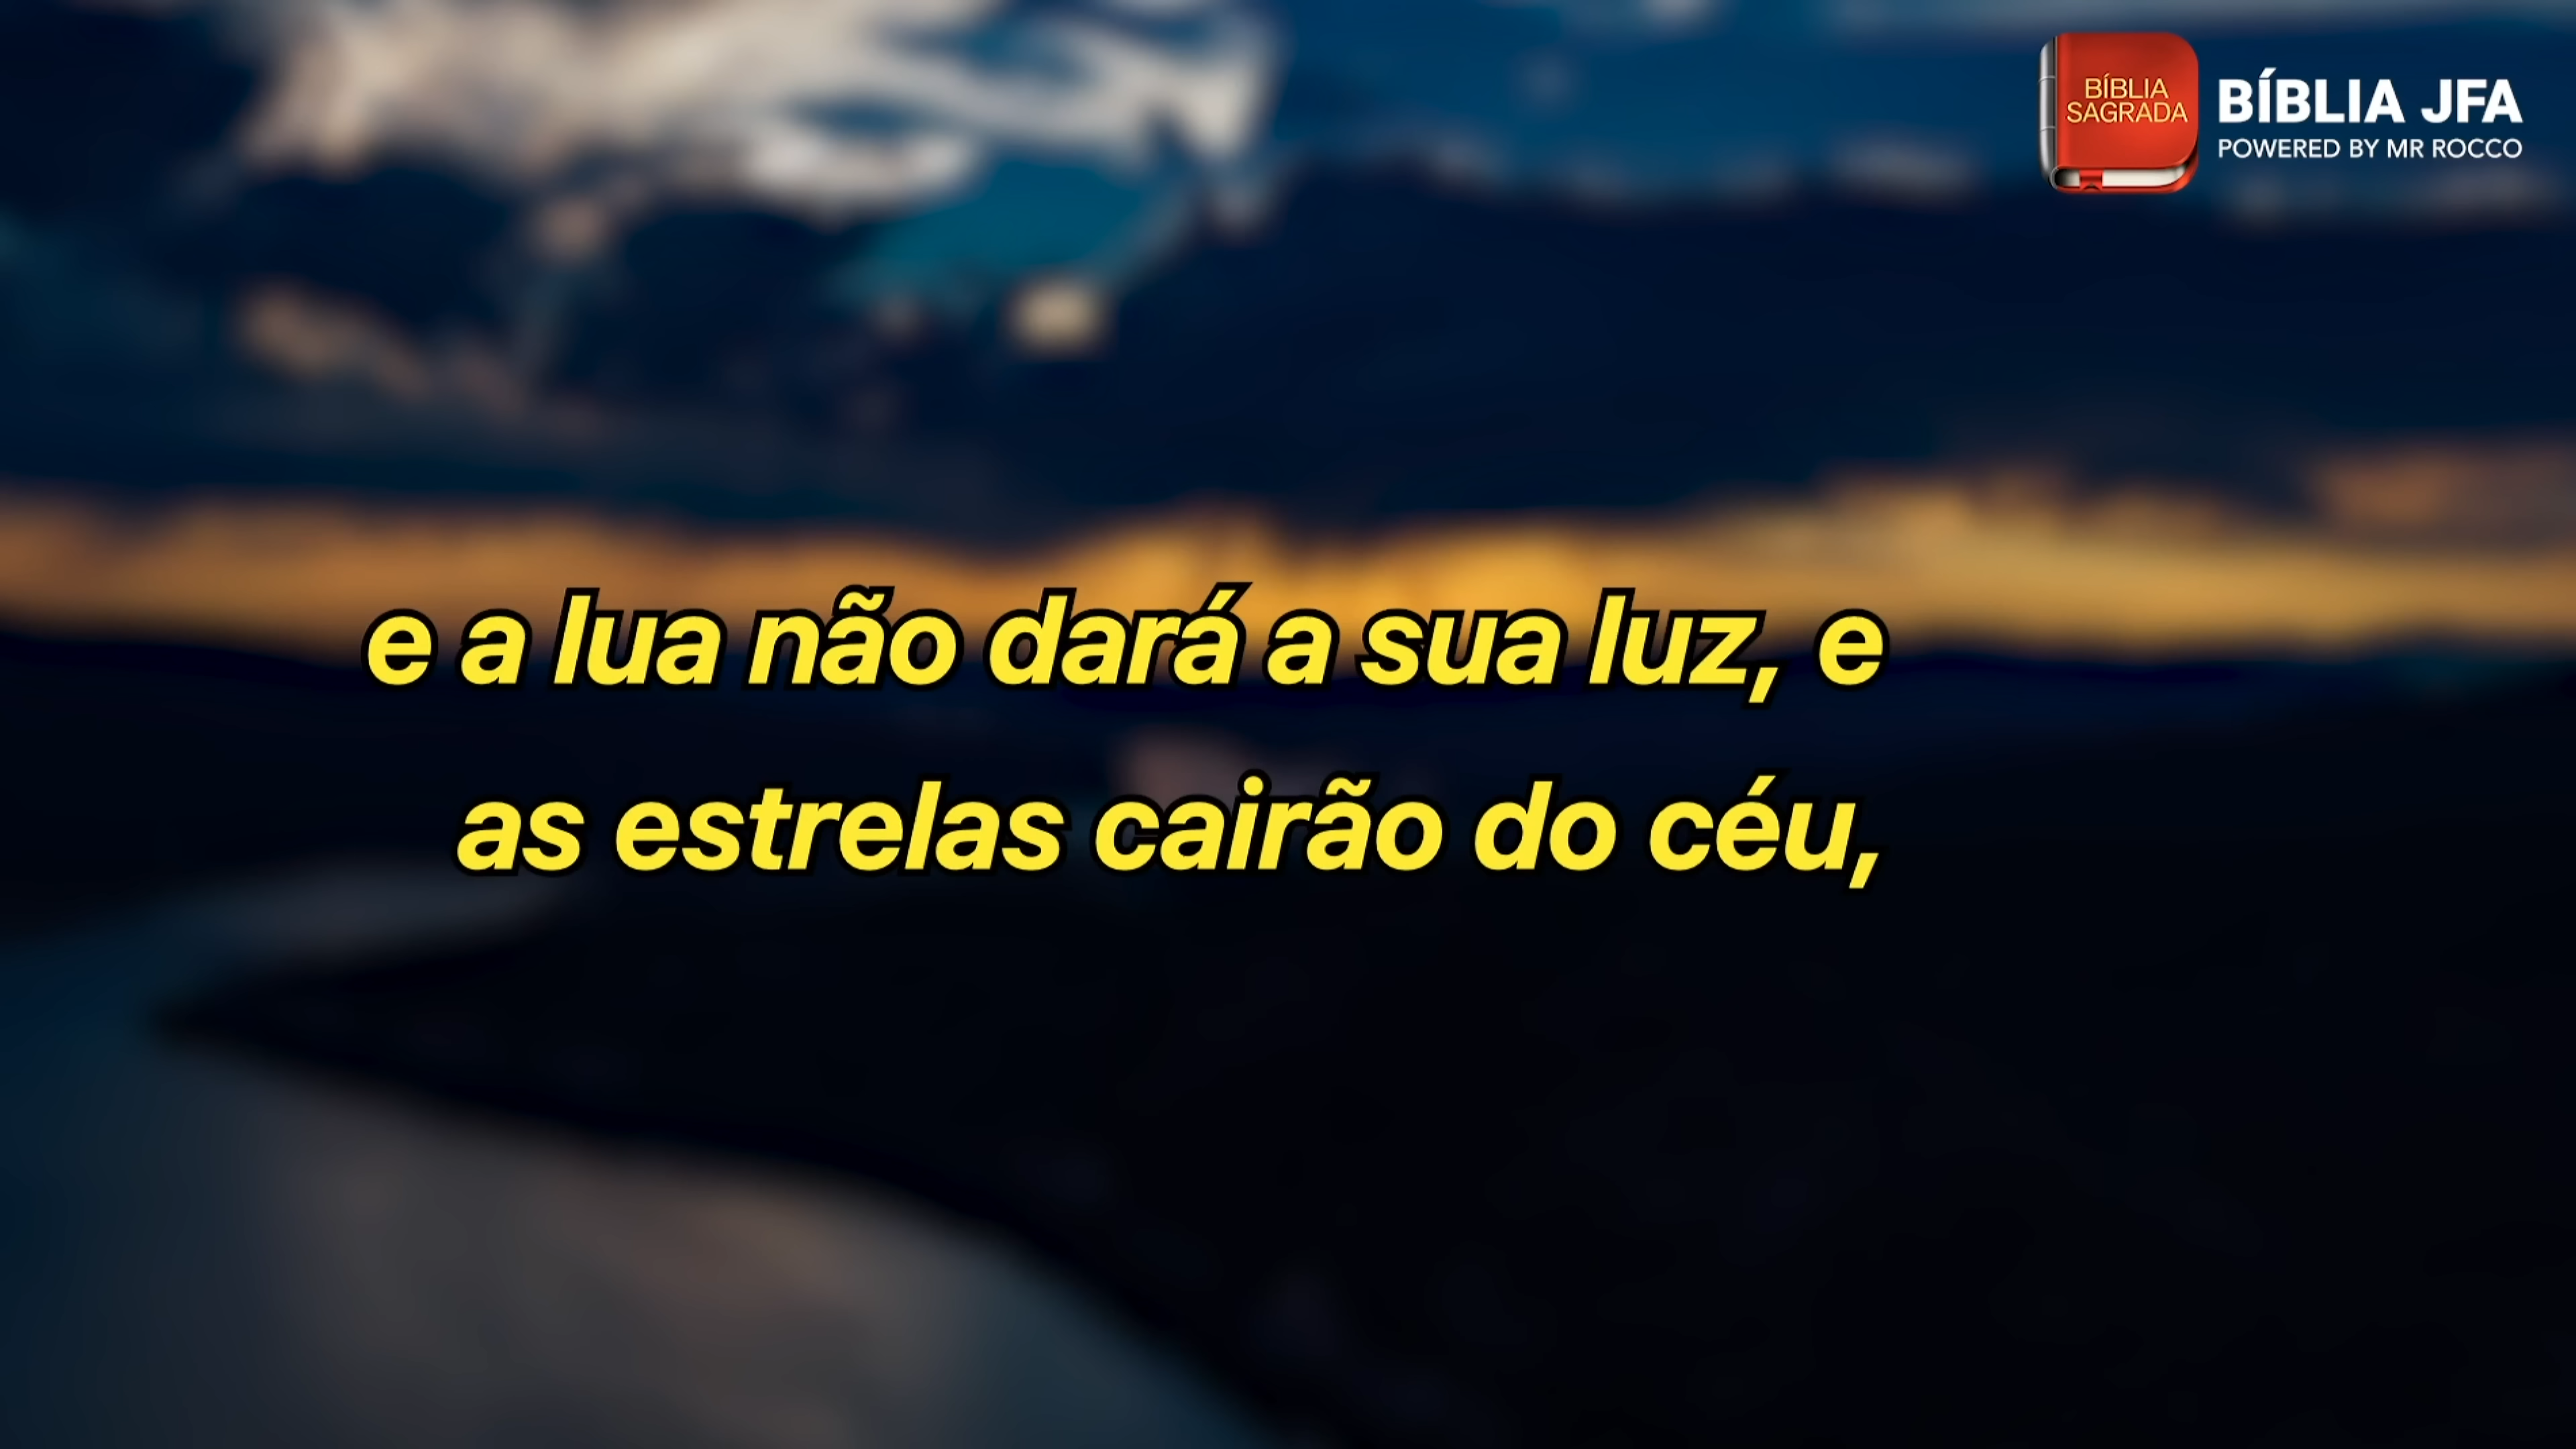 BÍBLIA
SAGRADA
BÍBLIA JFA
POWERED BY MR ROCCO
e a lua não dará a sua luz, e
as estrelas cairão do céu,